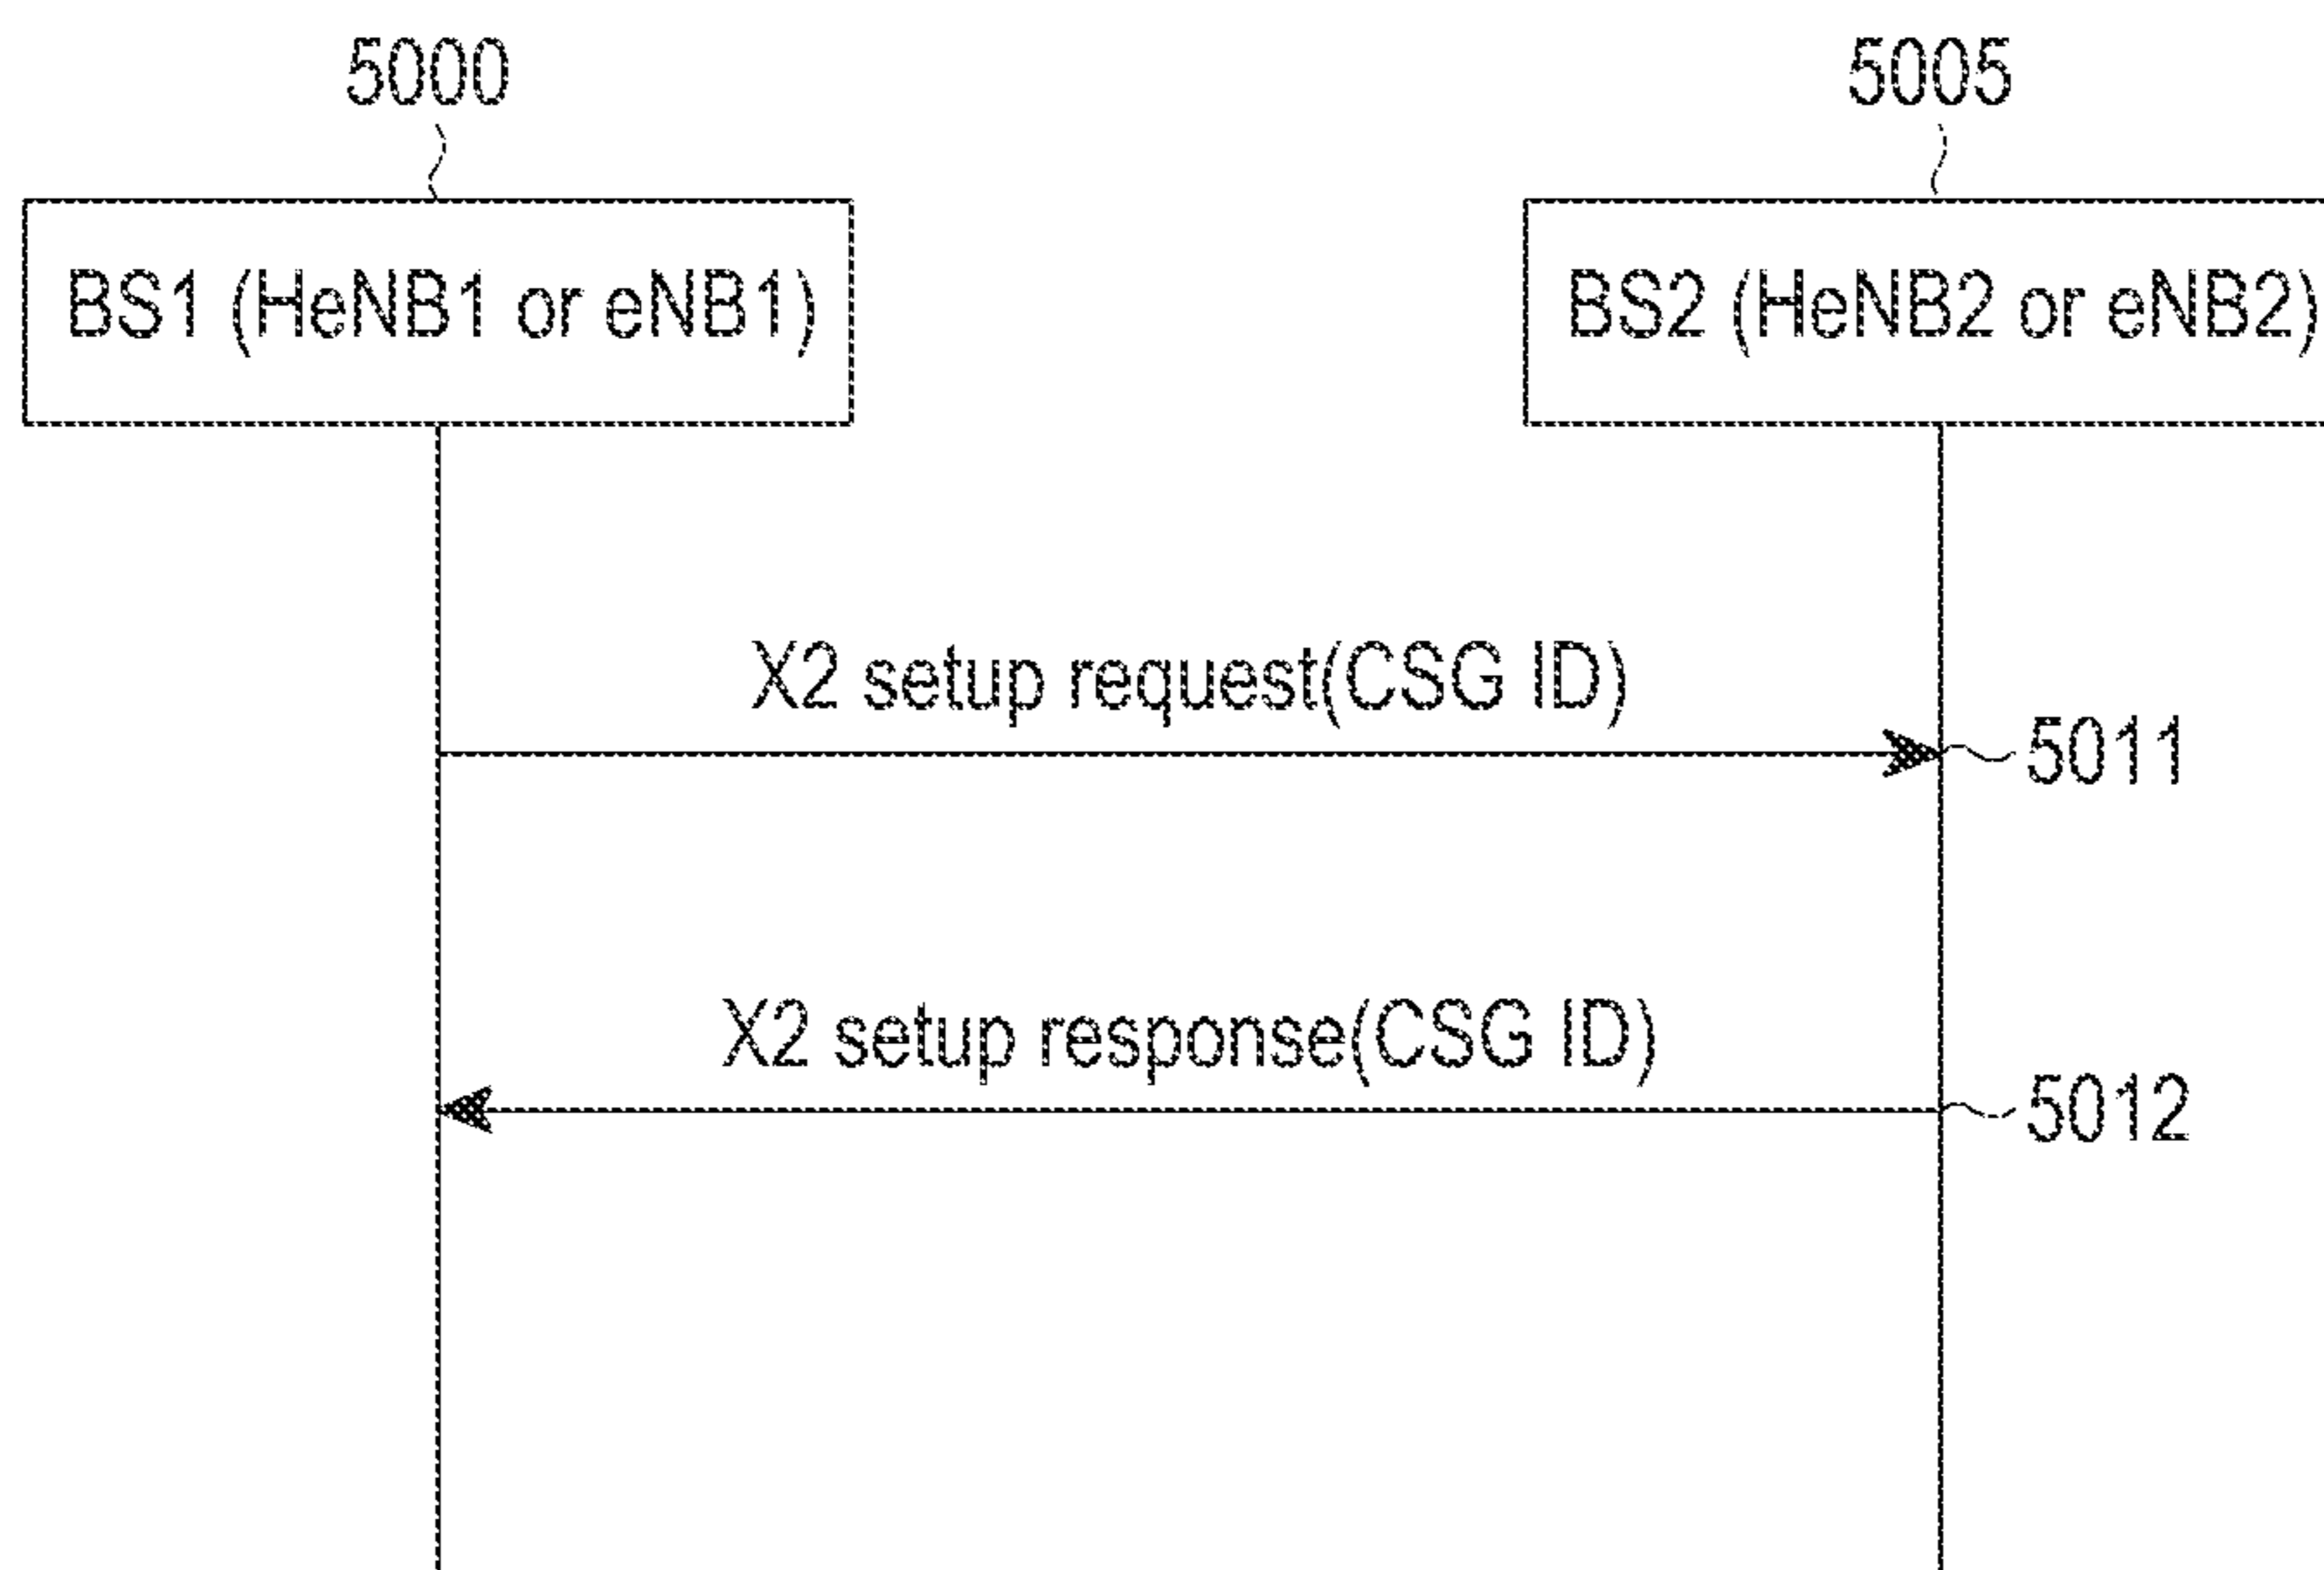 5000
5005
BS1 (HeNB1 or eNB1)
BS2 (HeNB2 or eNB2)
X2 setup request(CSG ID)
5011
X2 setup response(CSG ID)
5012